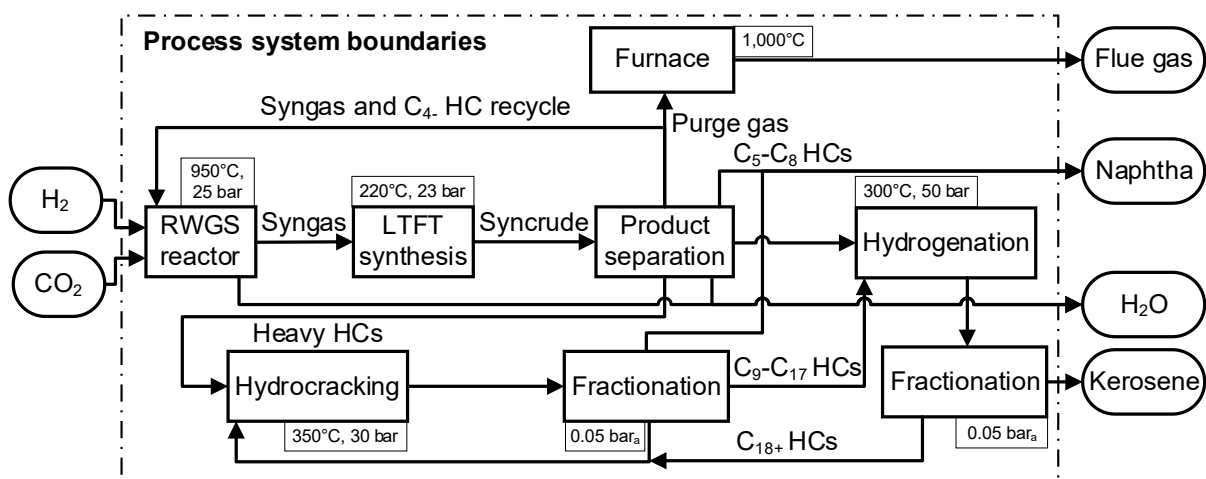 Process system boundaries
1,000°C
Furnace
Flue gas
Syngas and C₄- HC recycle
Purge gas
C₅-C₈ HCs
Naphtha
950°C,
25 bar
220°C, 23 bar
300°C, 50 bar
H₂
RWGS
reactor
Syngas
LTFT
synthesis
Syncrude
Product
separation
Hydrogenation
CO₂
H₂O
Heavy HCs
Hydrocracking
Fractionation
C₉-C₁₇ HCs
Fractionation
Kerosene
350°C, 30 bar
0.05 barₐ
C₁₈₊ HCs
0.05 barₐ